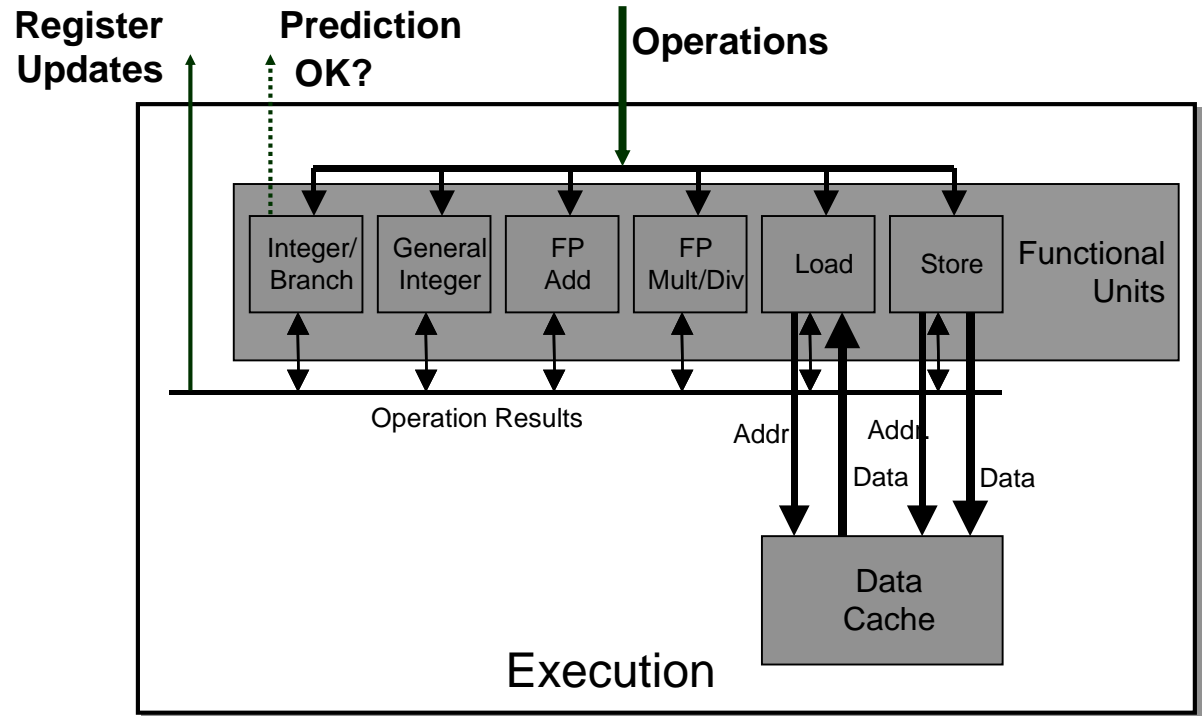 Register
Updates
Prediction
OK?
Operations
Integer/
Branch
General
Integer
FP
Add
FP
Mult/Div
Load
Store
Functional
Units
Operation Results
Addr
Addr.
Data
Data
Data
Cache
Execution